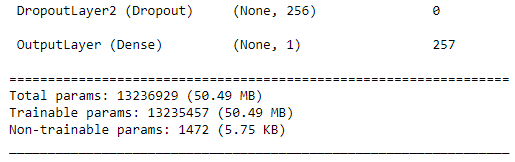 DropoutLayer2 (Dropout) (None, 256) 0
OutputLayer (Dense) (None, 1) 257
=================================================================
Total params: 13236929 (50.49 MB)
Trainable params: 13235457 (50.49 MB)
Non-trainable params: 1472 (5.75 KB)
_________________________________________________________________